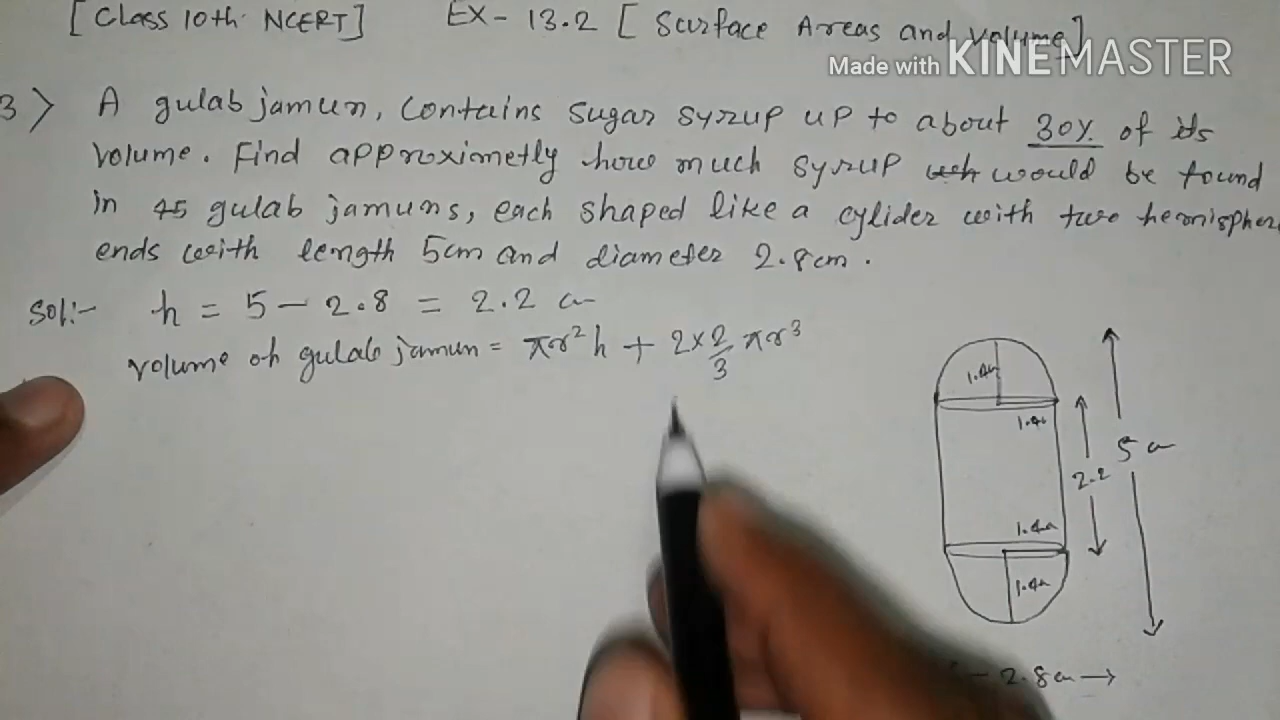 [Class 10th NCERT] EX- 13.2 [Surface Areas and volume]
Made with KINEMASTER
3> A gulab jamun, contains sugar syrup up to about 30% of its
volume. Find approximetly how much syrup would be found
in 45 gulab jamuns, each shaped like a cylider with two hemispher
ends with length 5cm and diameter 2.8cm.
Sol:- h = 5 - 2.8 = 2.2 cm
volume of gulab jamun = πr²h + 2×2/3 πr³
1.4
1.4
2.2
5 cm
1.4
1.4
2.8cm →